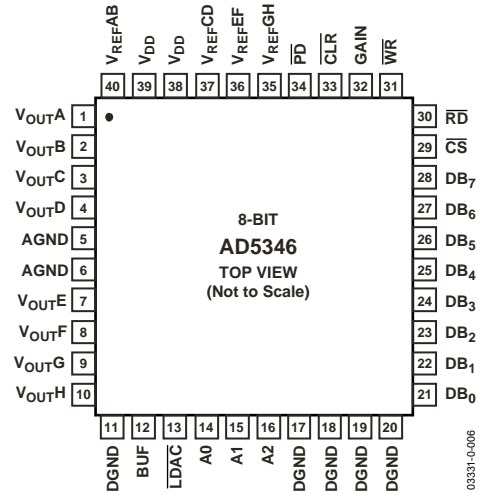 VREFAB
VDD
VDD
VREFCD
VREFEF
VREFGH
PD
CLR
GAIN
WR
40 39 38 37 36 35 34 33 32 31
VOUTA 1
VOUTB 2
VOUTC 3
VOUTD 4
AGND 5
AGND 6
VOUTE 7
VOUTF 8
VOUTG 9
VOUTH 10
8-BIT
AD5346
TOP VIEW
(Not to Scale)
30 RD
29 CS
28 DB7
27 DB6
26 DB5
25 DB4
24 DB3
23 DB2
22 DB1
21 DB0
11 12 13 14 15 16 17 18 19 20
DGND
BUF
LDAC
A0
A1
A2
DGND
DGND
DGND
DGND
03331-0-006